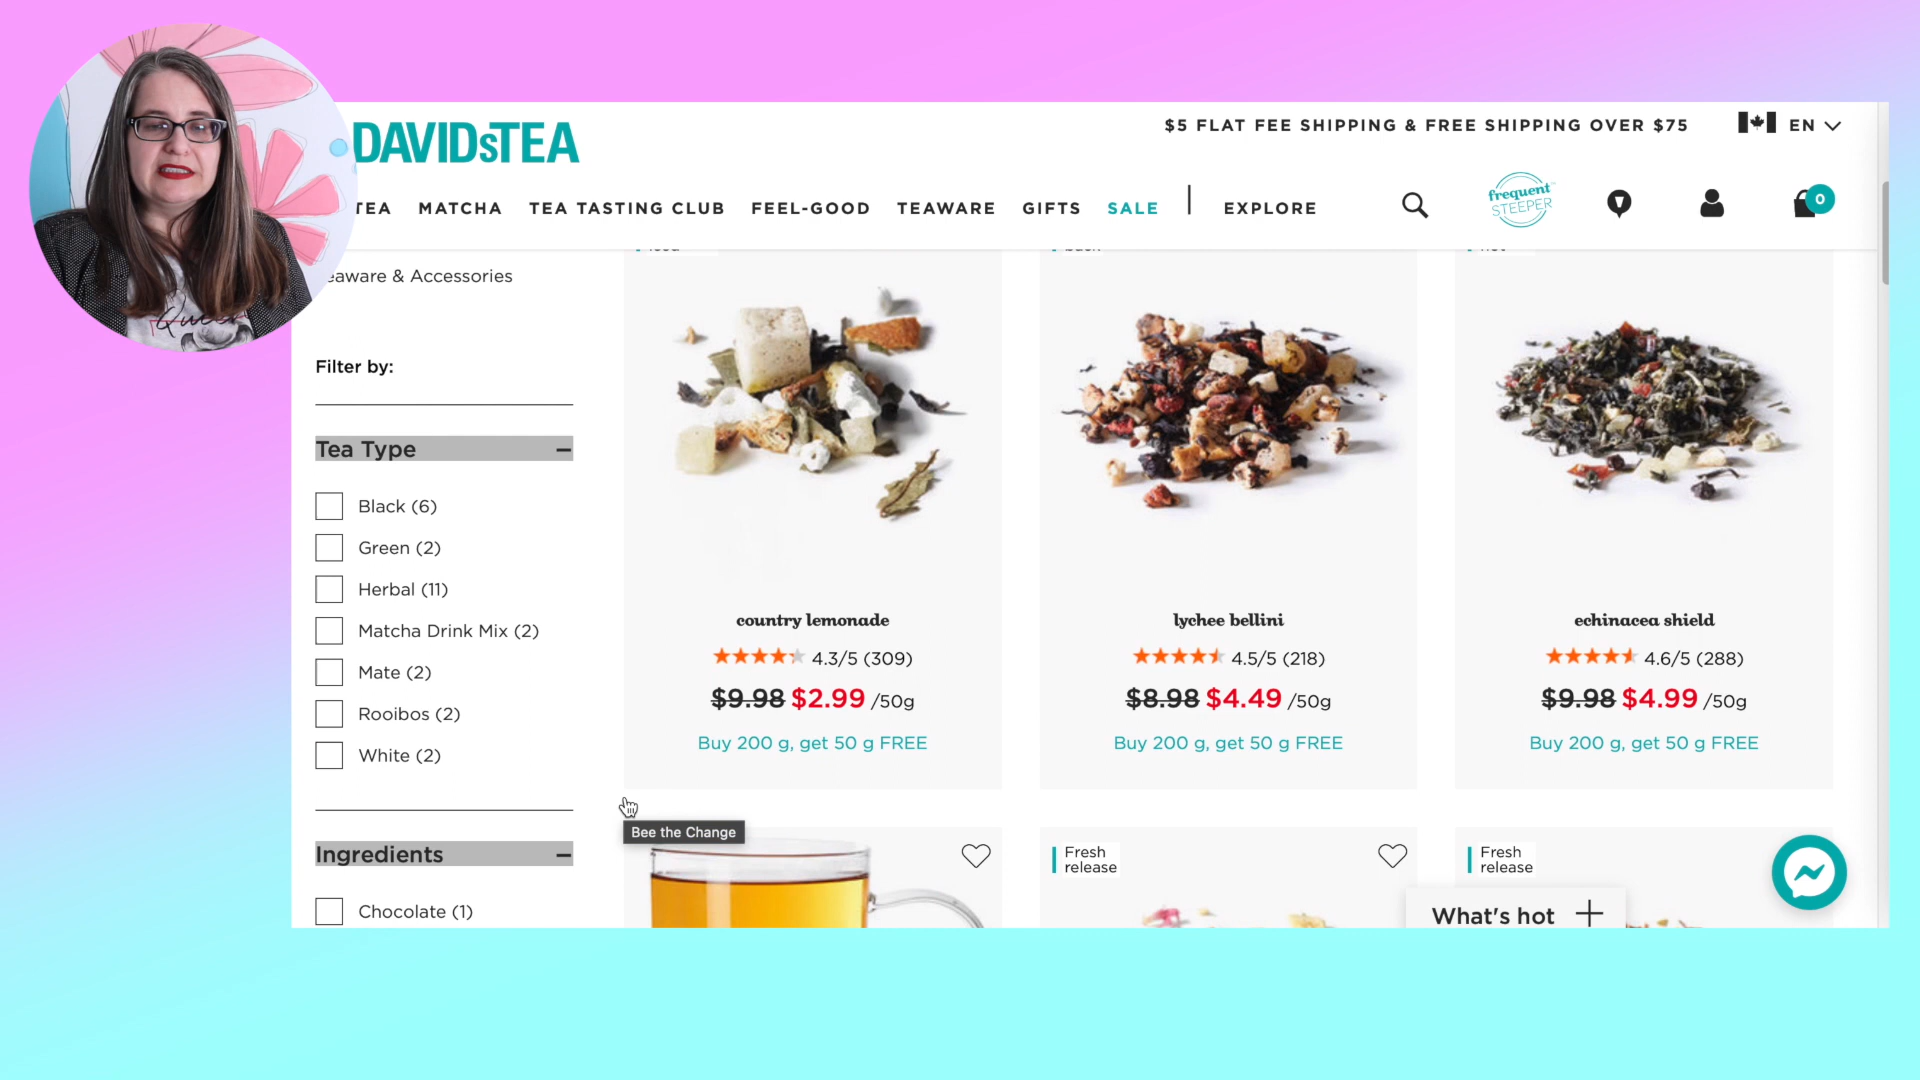 DAVIDsTEA
$5 FLAT FEE SHIPPING & FREE SHIPPING OVER $75
EN
TEA MATCHA TEA TASTING CLUB FEEL-GOOD TEAWARE GIFTS SALE EXPLORE
frequent
STEEPER
0
Queen
eaware & Accessories
Filter by:
Tea Type
Black (6)
Green (2)
Herbal (11)
Matcha Drink Mix (2)
Mate (2)
Rooibos (2)
White (2)
Ingredients
Chocolate (1)
country lemonade
4.3/5 (309)
$9.98 $2.99 /50g
Buy 200 g, get 50 g FREE
lychee bellini
4.5/5 (218)
$8.98 $4.49 /50g
Buy 200 g, get 50 g FREE
echinacea shield
4.6/5 (288)
$9.98 $4.99 /50g
Buy 200 g, get 50 g FREE
Bee the Change
Fresh
release
Fresh
release
What's hot